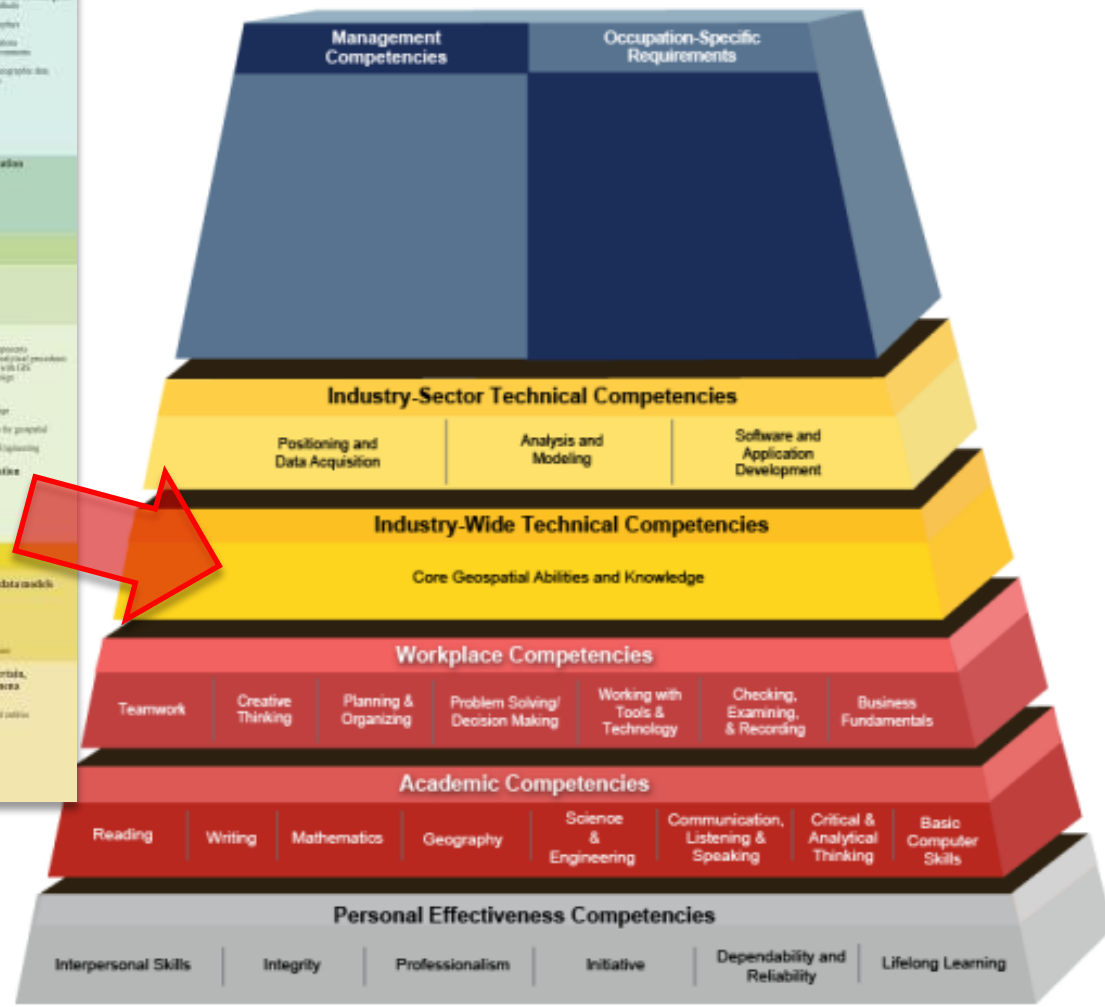 Management
Competencies
Occupation-Specific
Requirements
Industry-Sector Technical Competencies
Positioning and
Data Acquisition
Analysis and
Modeling
Software and
Application
Development
Industry-Wide Technical Competencies
Core Geospatial Abilities and Knowledge
Workplace Competencies
Teamwork
Creative
Thinking
Planning &
Organizing
Problem Solving/
Decision Making
Working with
Tools &
Technology
Checking,
Examining,
& Recording
Business
Fundamentals
Academic Competencies
Reading
Writing
Mathematics
Geography
Science
&
Engineering
Communication,
Listening &
Speaking
Critical &
Analytical
Thinking
Basic
Computer
Skills
Personal Effectiveness Competencies
Interpersonal Skills
Integrity
Professionalism
Initiative
Dependability and
Reliability
Lifelong Learning
data models